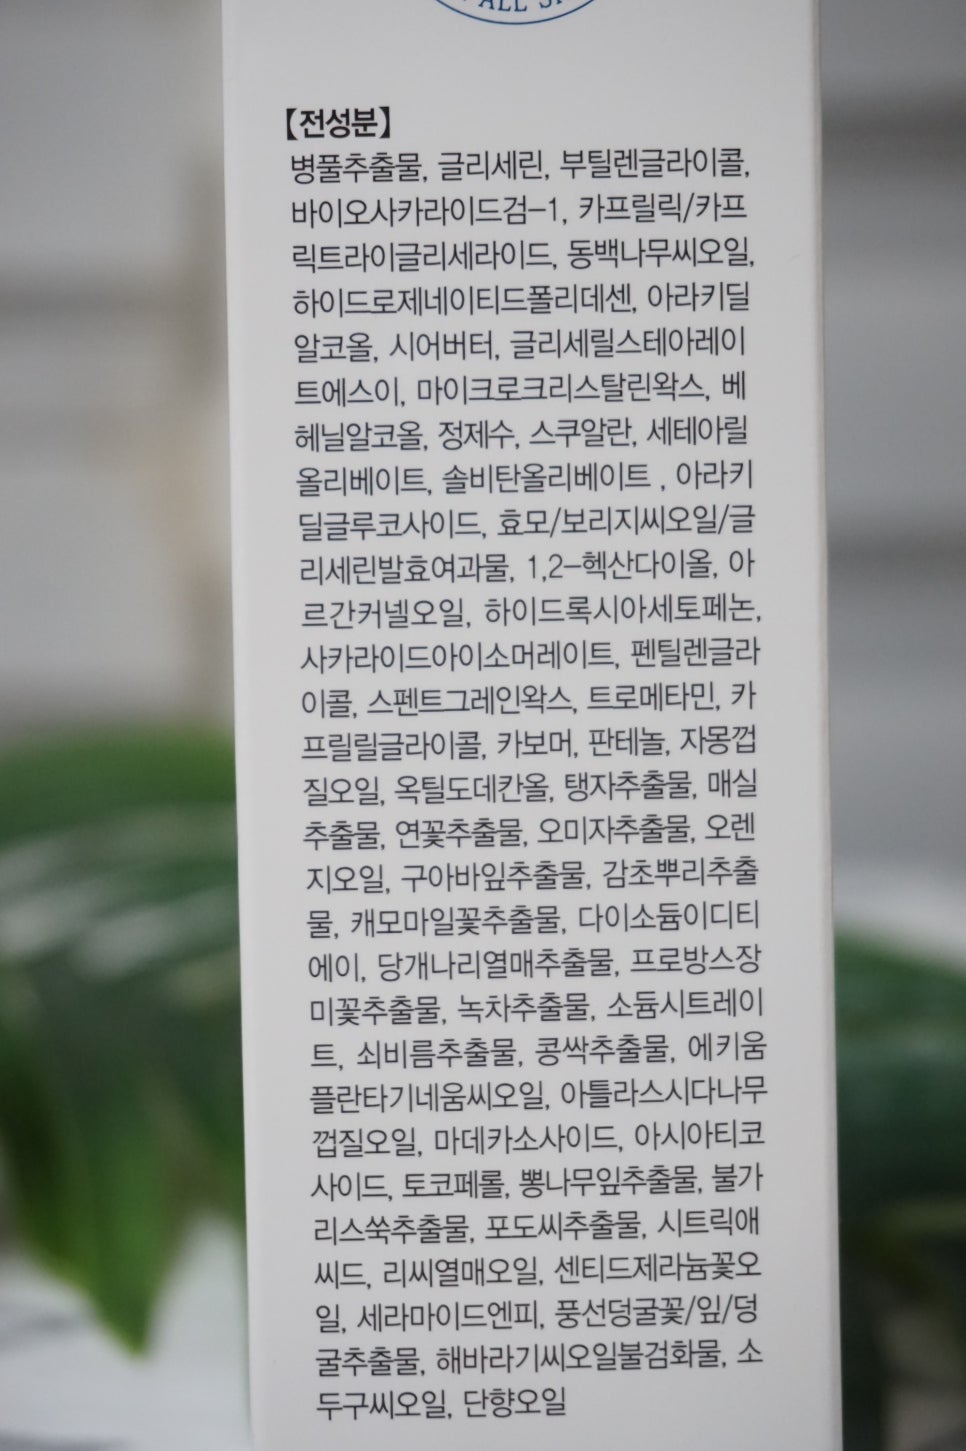 ALL S
【전성분】
병풀추출물, 글리세린, 부틸렌글라이콜,
바이오사카라이드검-1, 카프릴릭/카프
릭트라이글리세라이드, 동백나무씨오일,
하이드로제네이티드폴리데센, 아라키딜
알코올, 시어버터, 글리세릴스테아레이
트에스이, 마이크로크리스탈린왁스, 베
헤닐알코올, 정제수, 스쿠알란, 세테아릴
올리베이트, 솔비탄올리베이트 , 아라키
딜글루코사이드, 효모/보리지씨오일/글
리세린발효여과물, 1,2-헥산다이올, 아
르간커넬오일, 하이드록시아세토페논,
사카라이드아이소머레이트, 펜틸렌글라
이콜, 스펜트그레인왁스, 트로메타민, 카
프릴릴글라이콜, 카보머, 판테놀, 자몽껍
질오일, 옥틸도데칸올, 탱자추출물, 매실
추출물, 연꽃추출물, 오미자추출물, 오렌
지오일, 구아바잎추출물, 감초뿌리추출
물, 캐모마일꽃추출물, 다이소듐이디티
에이, 당개나리열매추출물, 프로방스장
미꽃추출물, 녹차추출물, 소듐시트레이
트, 쇠비름추출물, 콩싹추출물, 에키움
플란타기네움씨오일, 아틀라스시다나무
껍질오일, 마데카소사이드, 아시아티코
사이드, 토코페롤, 뽕나무잎추출물, 불가
리스쑥추출물, 포도씨추출물, 시트릭애
씨드, 리씨열매오일, 센티드제라늄꽃오
일, 세라마이드엔피, 풍선덩굴꽃/잎/덩
굴추출물, 해바라기씨오일불검화물, 소
두구씨오일, 단향오일